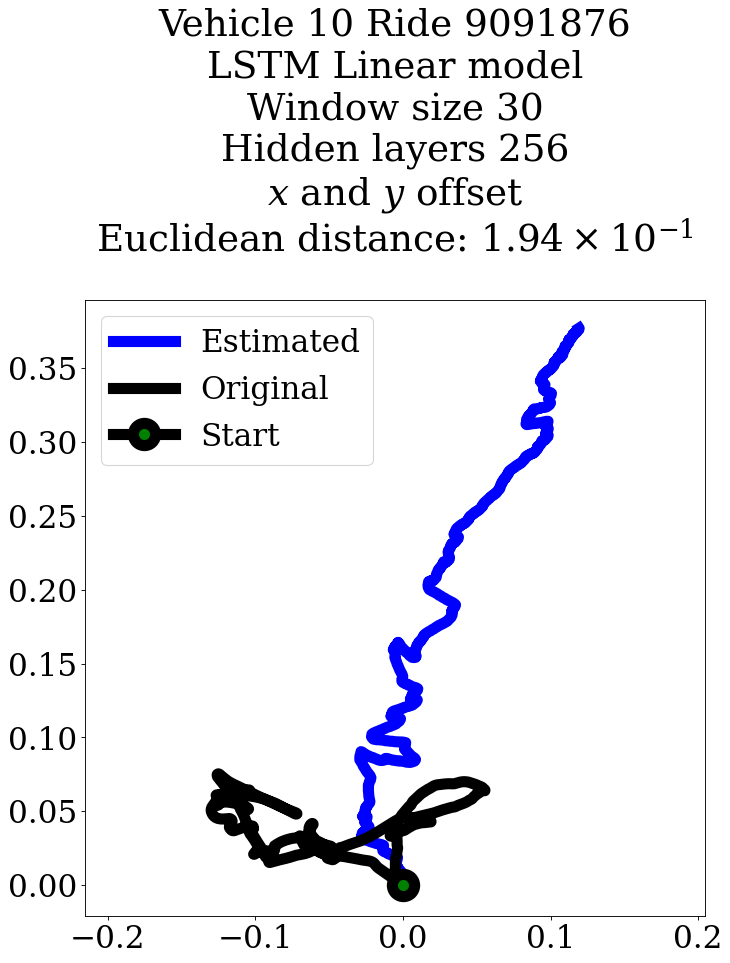 Vehicle 10 Ride 9091876
LSTM Linear model
Window size 30
Hidden layers 256
x and y offset
Euclidean distance: 1.94 × 10⁻¹
Estimated
Original
Start
0.35
0.30
0.25
0.20
0.15
0.10
0.05
0.00
−0.2 −0.1 0.0 0.1 0.2